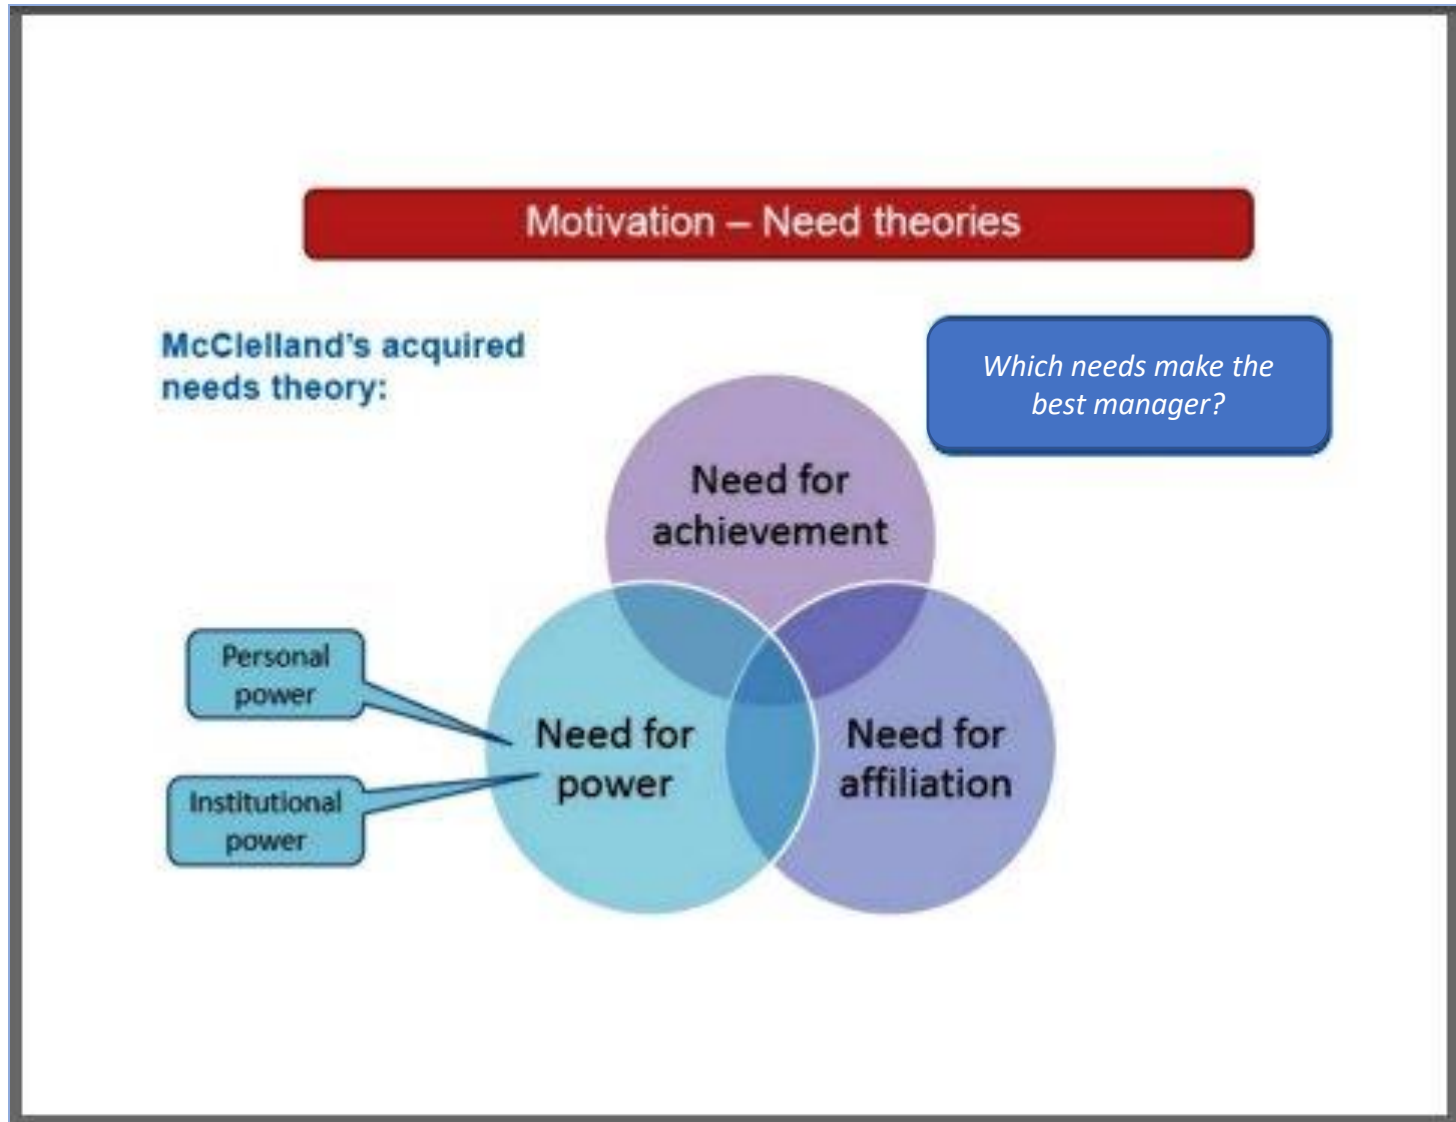 Motivation – Need theories
McClelland's acquired
needs theory:
Which needs make the
best manager?
Need for
achievement
Personal
power
Need for
power
Need for
affiliation
Institutional
power